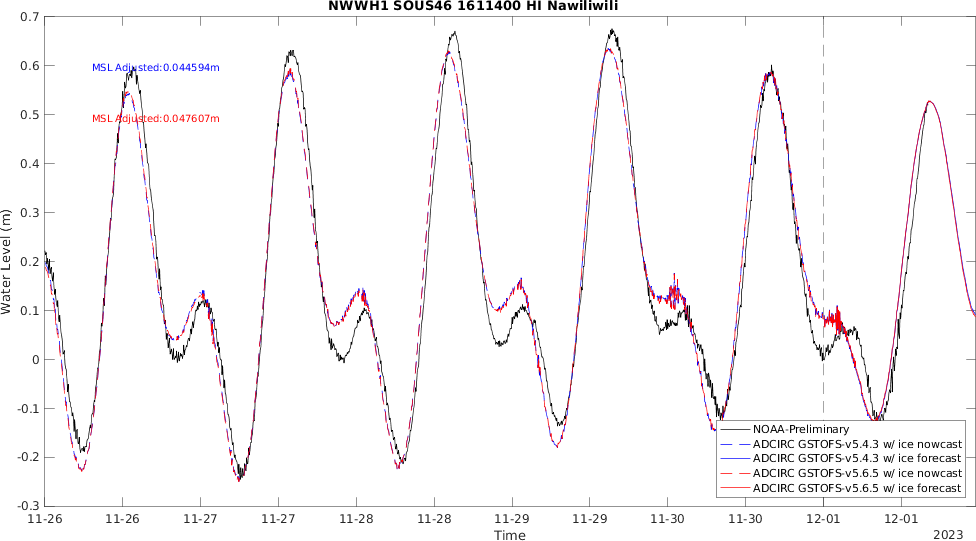 NWWH1 SOUS46 1611400 HI Nawiliwili
0.7
0.6
0.5
0.4
0.3
0.2
0.1
0
-0.1
-0.2
-0.3
Water Level (m)
MSL Adjusted:0.044594m
MSL Adjusted:0.047607m
NOAA-Preliminary
ADCIRC GSTOFS-v5.4.3 w/ ice nowcast
ADCIRC GSTOFS-v5.4.3 w/ ice forecast
ADCIRC GSTOFS-v5.6.5 w/ ice nowcast
ADCIRC GSTOFS-v5.6.5 w/ ice forecast
11-26 11-26 11-27 11-27 11-28 11-28 11-29 11-29 11-30 11-30 12-01 12-01
Time
2023